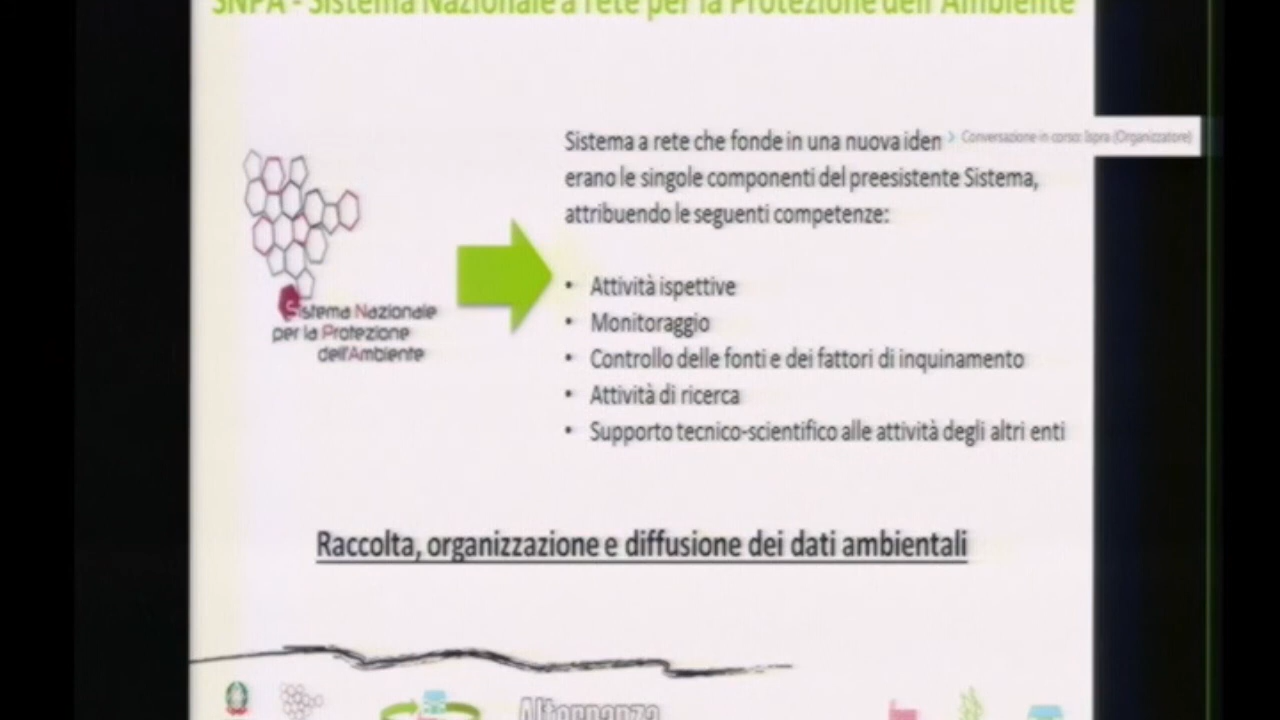 SNPA - Sistema Nazionale a rete per la Protezione dell'Ambiente
Sistema a rete che fonde in una nuova iden
Conversazione in corso: Ispra (Organizzatore)
erano le singole componenti del preesistente Sistema,
attribuendo le seguenti competenze:
• Attività ispettive
• Monitoraggio
• Controllo delle fonti e dei fattori di inquinamento
• Attività di ricerca
• Supporto tecnico-scientifico alle attività degli altri enti
Sistema Nazionale
per la Protezione
dell'Ambiente
Raccolta, organizzazione e diffusione dei dati ambientali
Alternanza